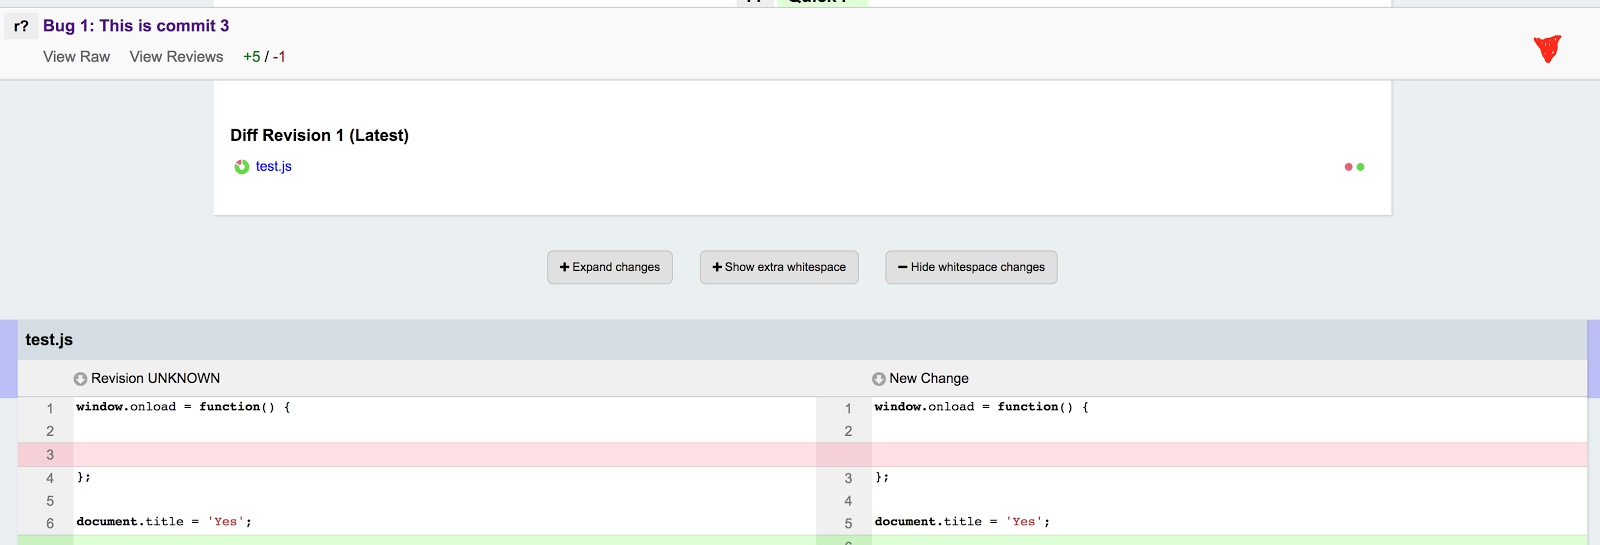 r? Bug 1: This is commit 3
View Raw View Reviews +5 / -1
Diff Revision 1 (Latest)
test.js
Expand changes Show extra whitespace Hide whitespace changes
test.js
Revision UNKNOWN New Change
1 window.onload = function() { 1 window.onload = function() {
2 2
3
4 }; 3 };
5 4
6 document.title = 'Yes'; 5 document.title = 'Yes';